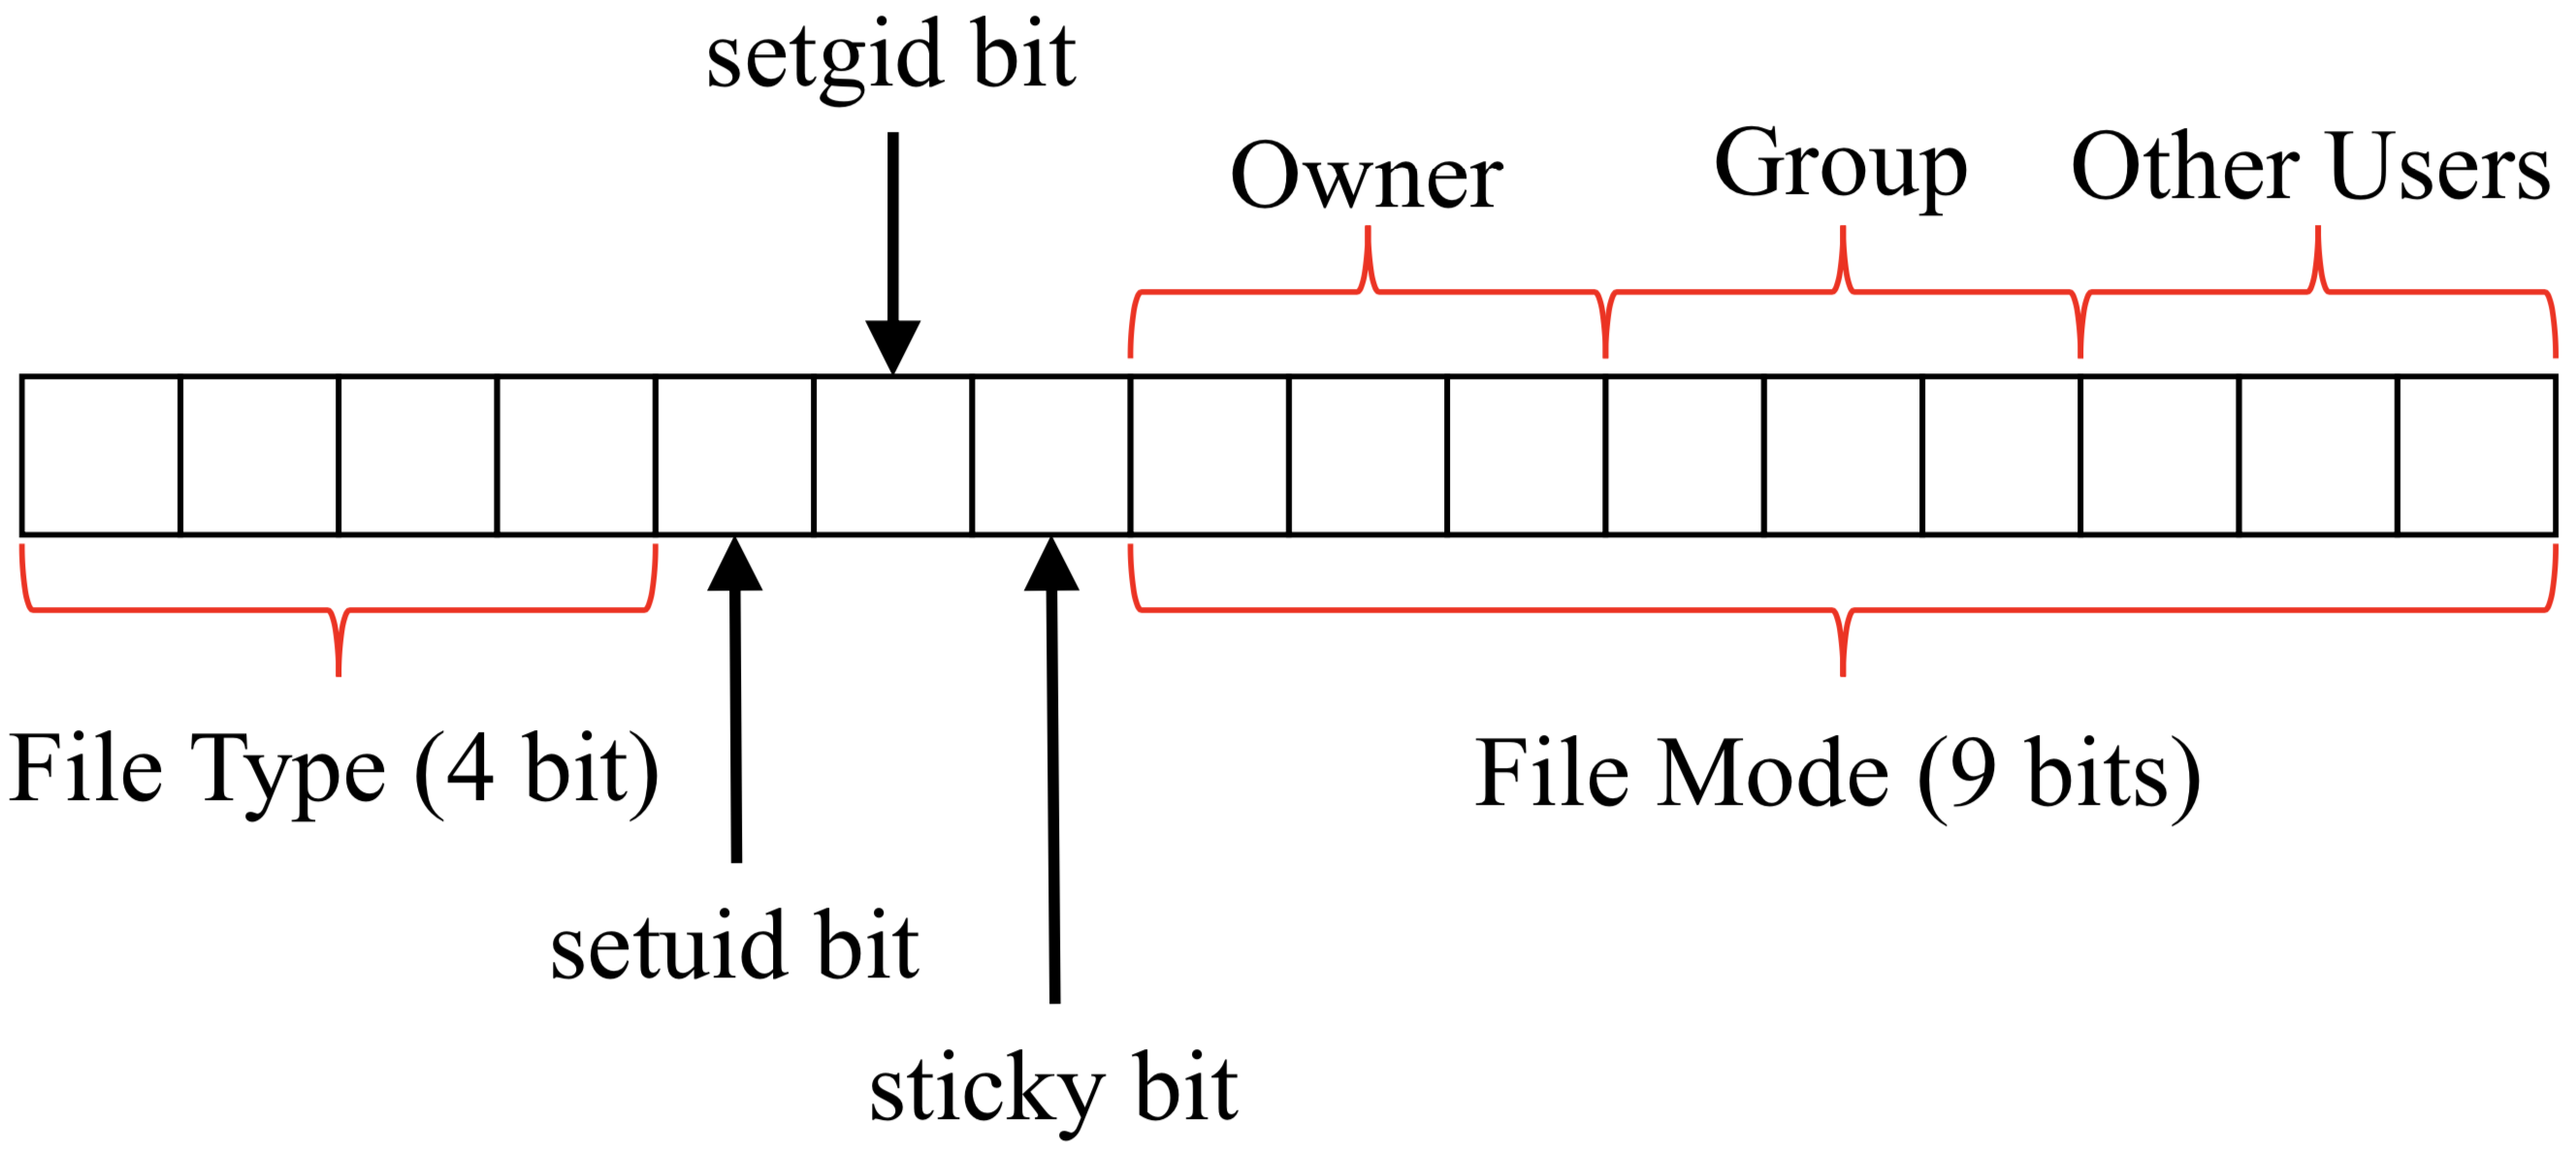 setgid bit
Owner
Group
Other Users
File Type (4 bit)
File Mode (9 bits)
setuid bit
sticky bit